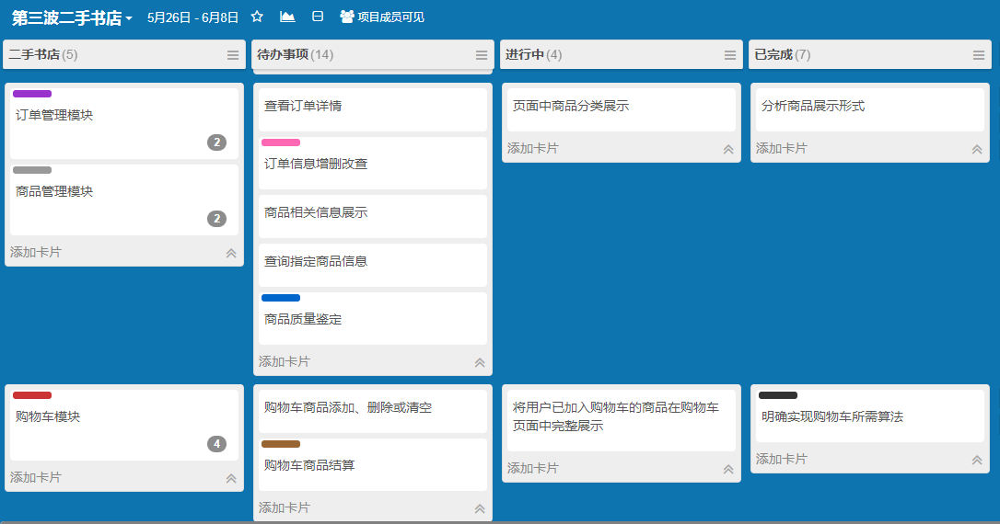 第三波二手书店 5月26日 - 6月8日 项目成员可见
二手书店 (5)
待办事项 (14)
进行中 (4)
已完成 (7)
订单管理模块
2
商品管理模块
2
添加卡片
查看订单详情
订单信息增删改查
商品相关信息展示
查询指定商品信息
商品质量鉴定
添加卡片
页面中商品分类展示
添加卡片
分析商品展示形式
添加卡片
购物车模块
4
添加卡片
购物车商品添加、删除或清空
购物车商品结算
添加卡片
将用户已加入购物车的商品在购物车
页面中完整展示
添加卡片
明确实现购物车所需算法
添加卡片